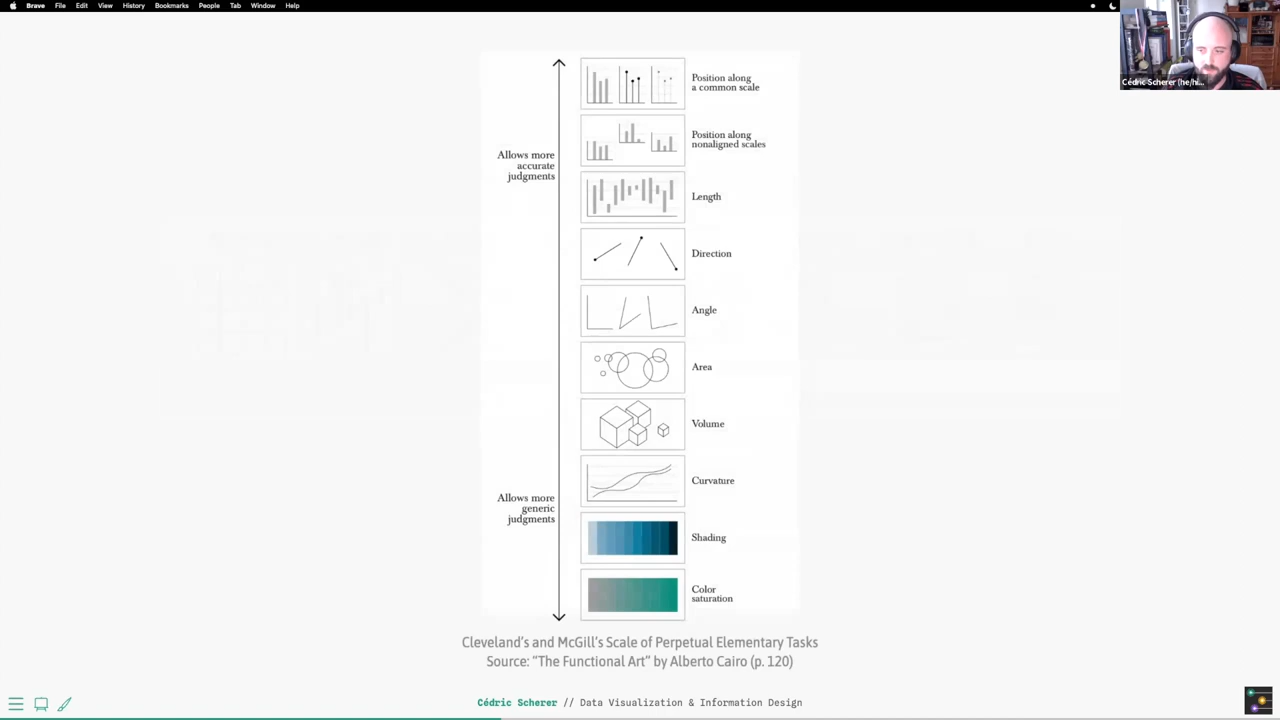 Brave File Edit View History Bookmarks People Tab Window Help
Cédric Scherer (he/hi...
Position along
a common scale
Position along
nonaligned scales
Allows more
accurate
judgments
Length
Direction
Angle
Area
Volume
Curvature
Allows more
generic
judgments
Shading
Color
saturation
Cleveland's and McGill's Scale of Perpetual Elementary Tasks
Source: "The Functional Art" by Alberto Cairo (p. 120)
Cédric Scherer // Data Visualization & Information Design